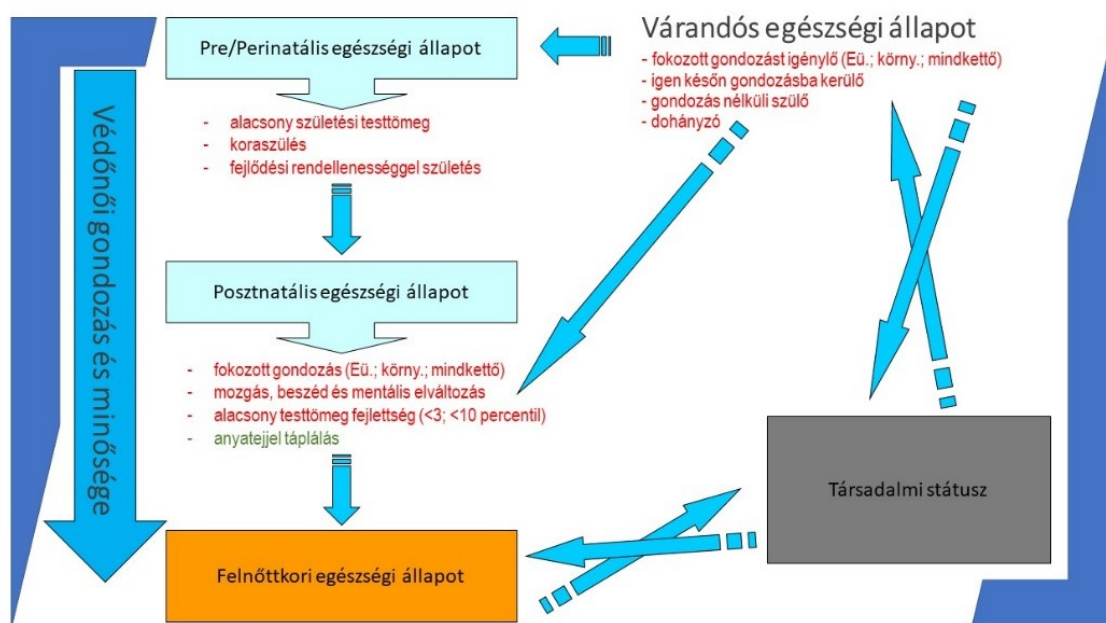 Védőnői gondozás és minősége
Pre/Perinatális egészségi állapot
- alacsony születési testtömeg
- koraszülés
- fejlődési rendellenességgel születés
Posztnatális egészségi állapot
- fokozott gondozás (Eü.; körny.; mindkettő)
- mozgás, beszéd és mentális elváltozás
- alacsony testtömeg fejlettség (<3; <10 percentil)
- anyatejjel táplálás
Felnőttkori egészségi állapot
Várandós egészségi állapot
- fokozott gondozást igénylő (Eü.; körny.; mindkettő)
- igen későn gondozásba kerülő
- gondozás nélküli szülő
- dohányzó
Társadalmi státusz